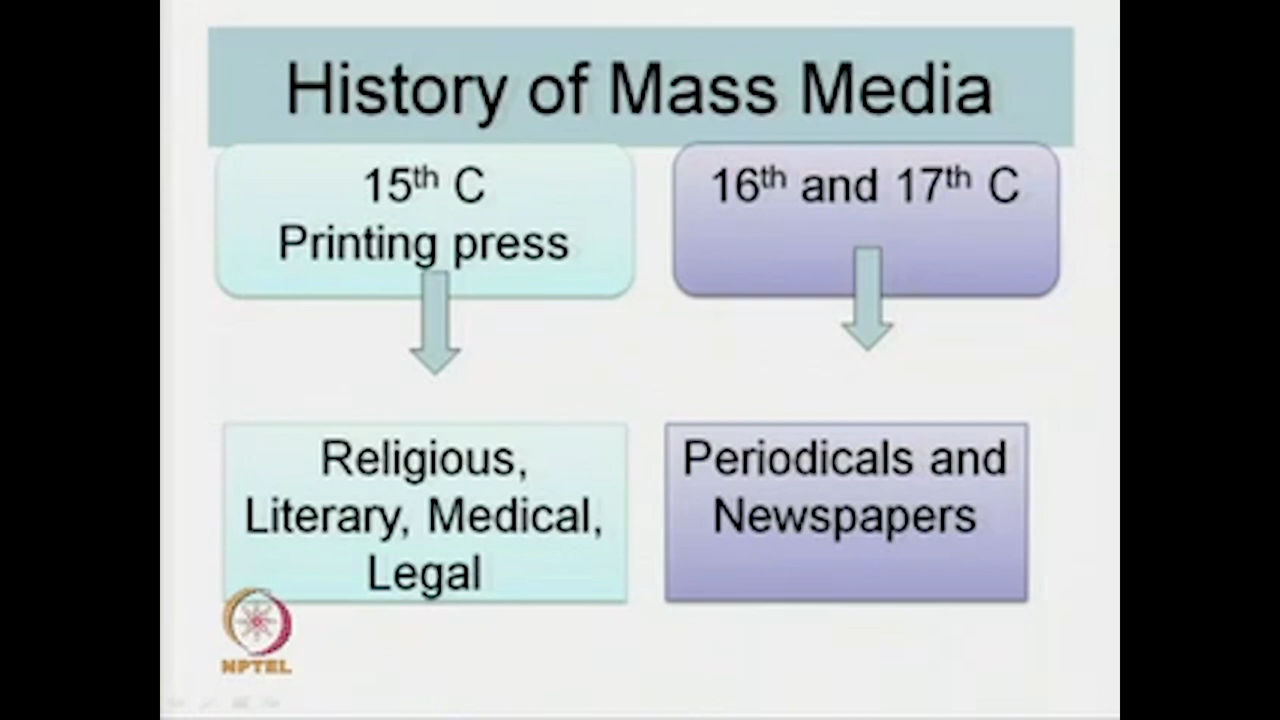 History of Mass Media
15th C
Printing press
16th and 17th C
Religious,
Literary, Medical,
Legal
Periodicals and
Newspapers
NPTEL